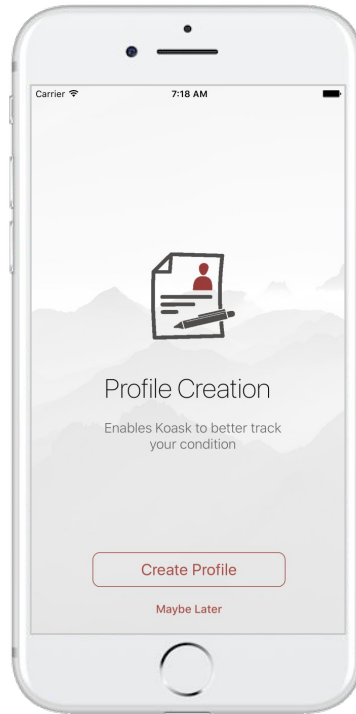 Carrier 7:18 AM
Profile Creation
Enables Koask to better track
your condition
Create Profile
Maybe Later